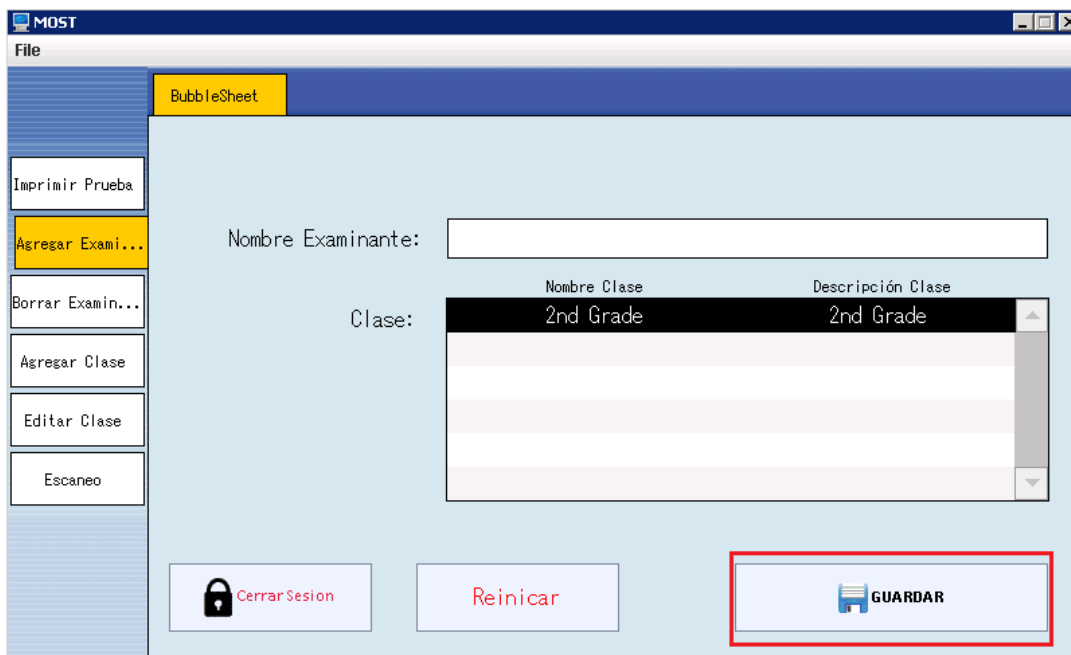 MOST
File
BubbleSheet
Imprimir Prueba
Agregar Exami...
Borrar Examin...
Agregar Clase
Editar Clase
Escaneo
Nombre Examinante:
Nombre Clase Descripción Clase
Clase:
2nd Grade 2nd Grade
Cerrar Sesion
Reinicar
GUARDAR